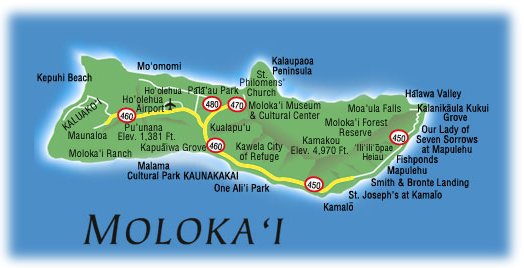 Kalaupaoa
Peninsula
Mo'omomi
Kepuhi Beach
St.
Philomens'
Church
Ho'olehua
Pala'au Park
Ho'olehua
Airport
460
480
470
Hālawa Valley
Moa'ula Falls
Kalanikāula Kukui
Grove
KALUAKO'I
Moloka'i Museum
& Cultural Center
Moloka'i Forest
Reserve
Maunaloa
Pu'unana
Elev. 1,381 Ft.
Kualapu'u
450
Our Lady of
Seven Sorrows
at Mapulehu
Moloka'i Ranch
Kapuāiwa Grove
460
Kawela City
of Refuge
Kamakou
Elev. 4,970 Ft.
'Ili'ili 'ōpae
Heiau
Fishponds
Mapulehu
Malama
Cultural Park
KAUNAKAKAI
One Ali'i Park
450
Smith & Bronte Landing
St. Joseph's at Kamalo
Kamalō
MOLOKA'I